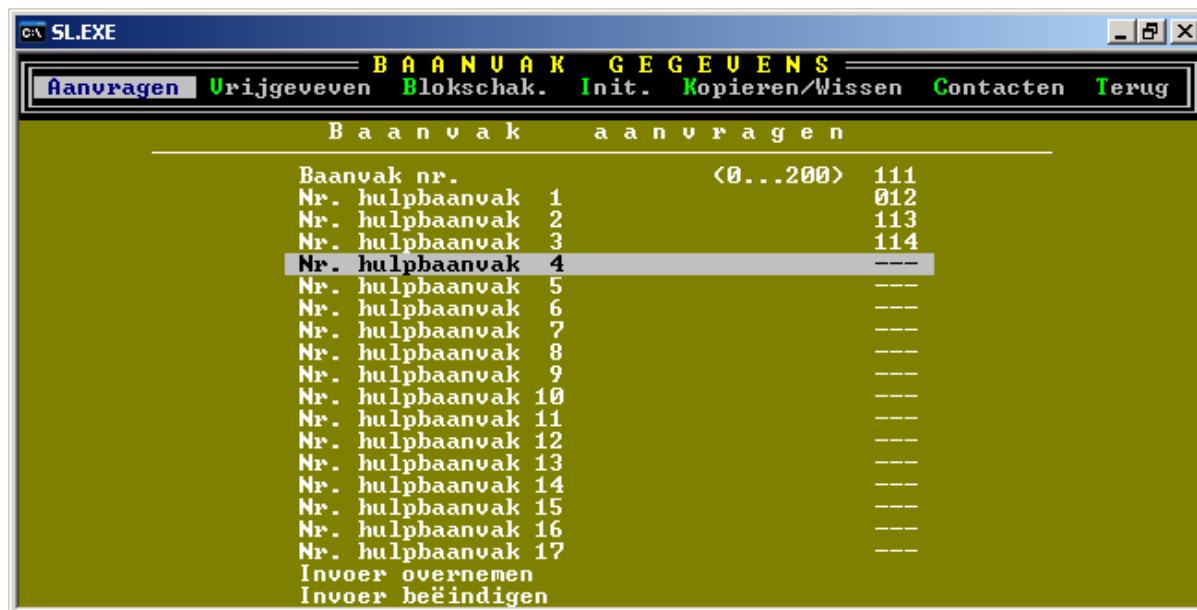 SL.EXE
B A A N V A K   G E G E V E N S
Aanvragen Vrijgeveven Blokschak. Init. Kopieren/Wissen Contacten Terug
B a a n v a k   a a n v r a g e n
Baanvak nr. (0...200) 111
Nr. hulpbaanvak 1 012
Nr. hulpbaanvak 2 113
Nr. hulpbaanvak 3 114
Nr. hulpbaanvak 4 ---
Nr. hulpbaanvak 5 ---
Nr. hulpbaanvak 6 ---
Nr. hulpbaanvak 7 ---
Nr. hulpbaanvak 8 ---
Nr. hulpbaanvak 9 ---
Nr. hulpbaanvak 10 ---
Nr. hulpbaanvak 11 ---
Nr. hulpbaanvak 12 ---
Nr. hulpbaanvak 13 ---
Nr. hulpbaanvak 14 ---
Nr. hulpbaanvak 15 ---
Nr. hulpbaanvak 16 ---
Nr. hulpbaanvak 17 ---
Invoer overnemen
Invoer beëindigen